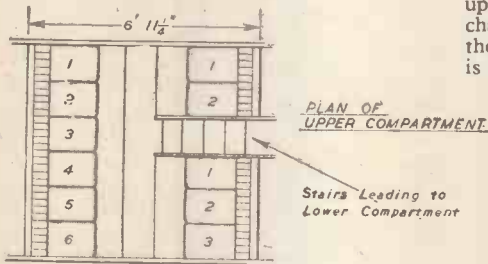 6' 11¼"
up
cha
the
is
1 1
2 2
3
4 1
5 2
6 3
PLAN OF
UPPER COMPARTMENT
Stairs Leading to
Lower Compartment